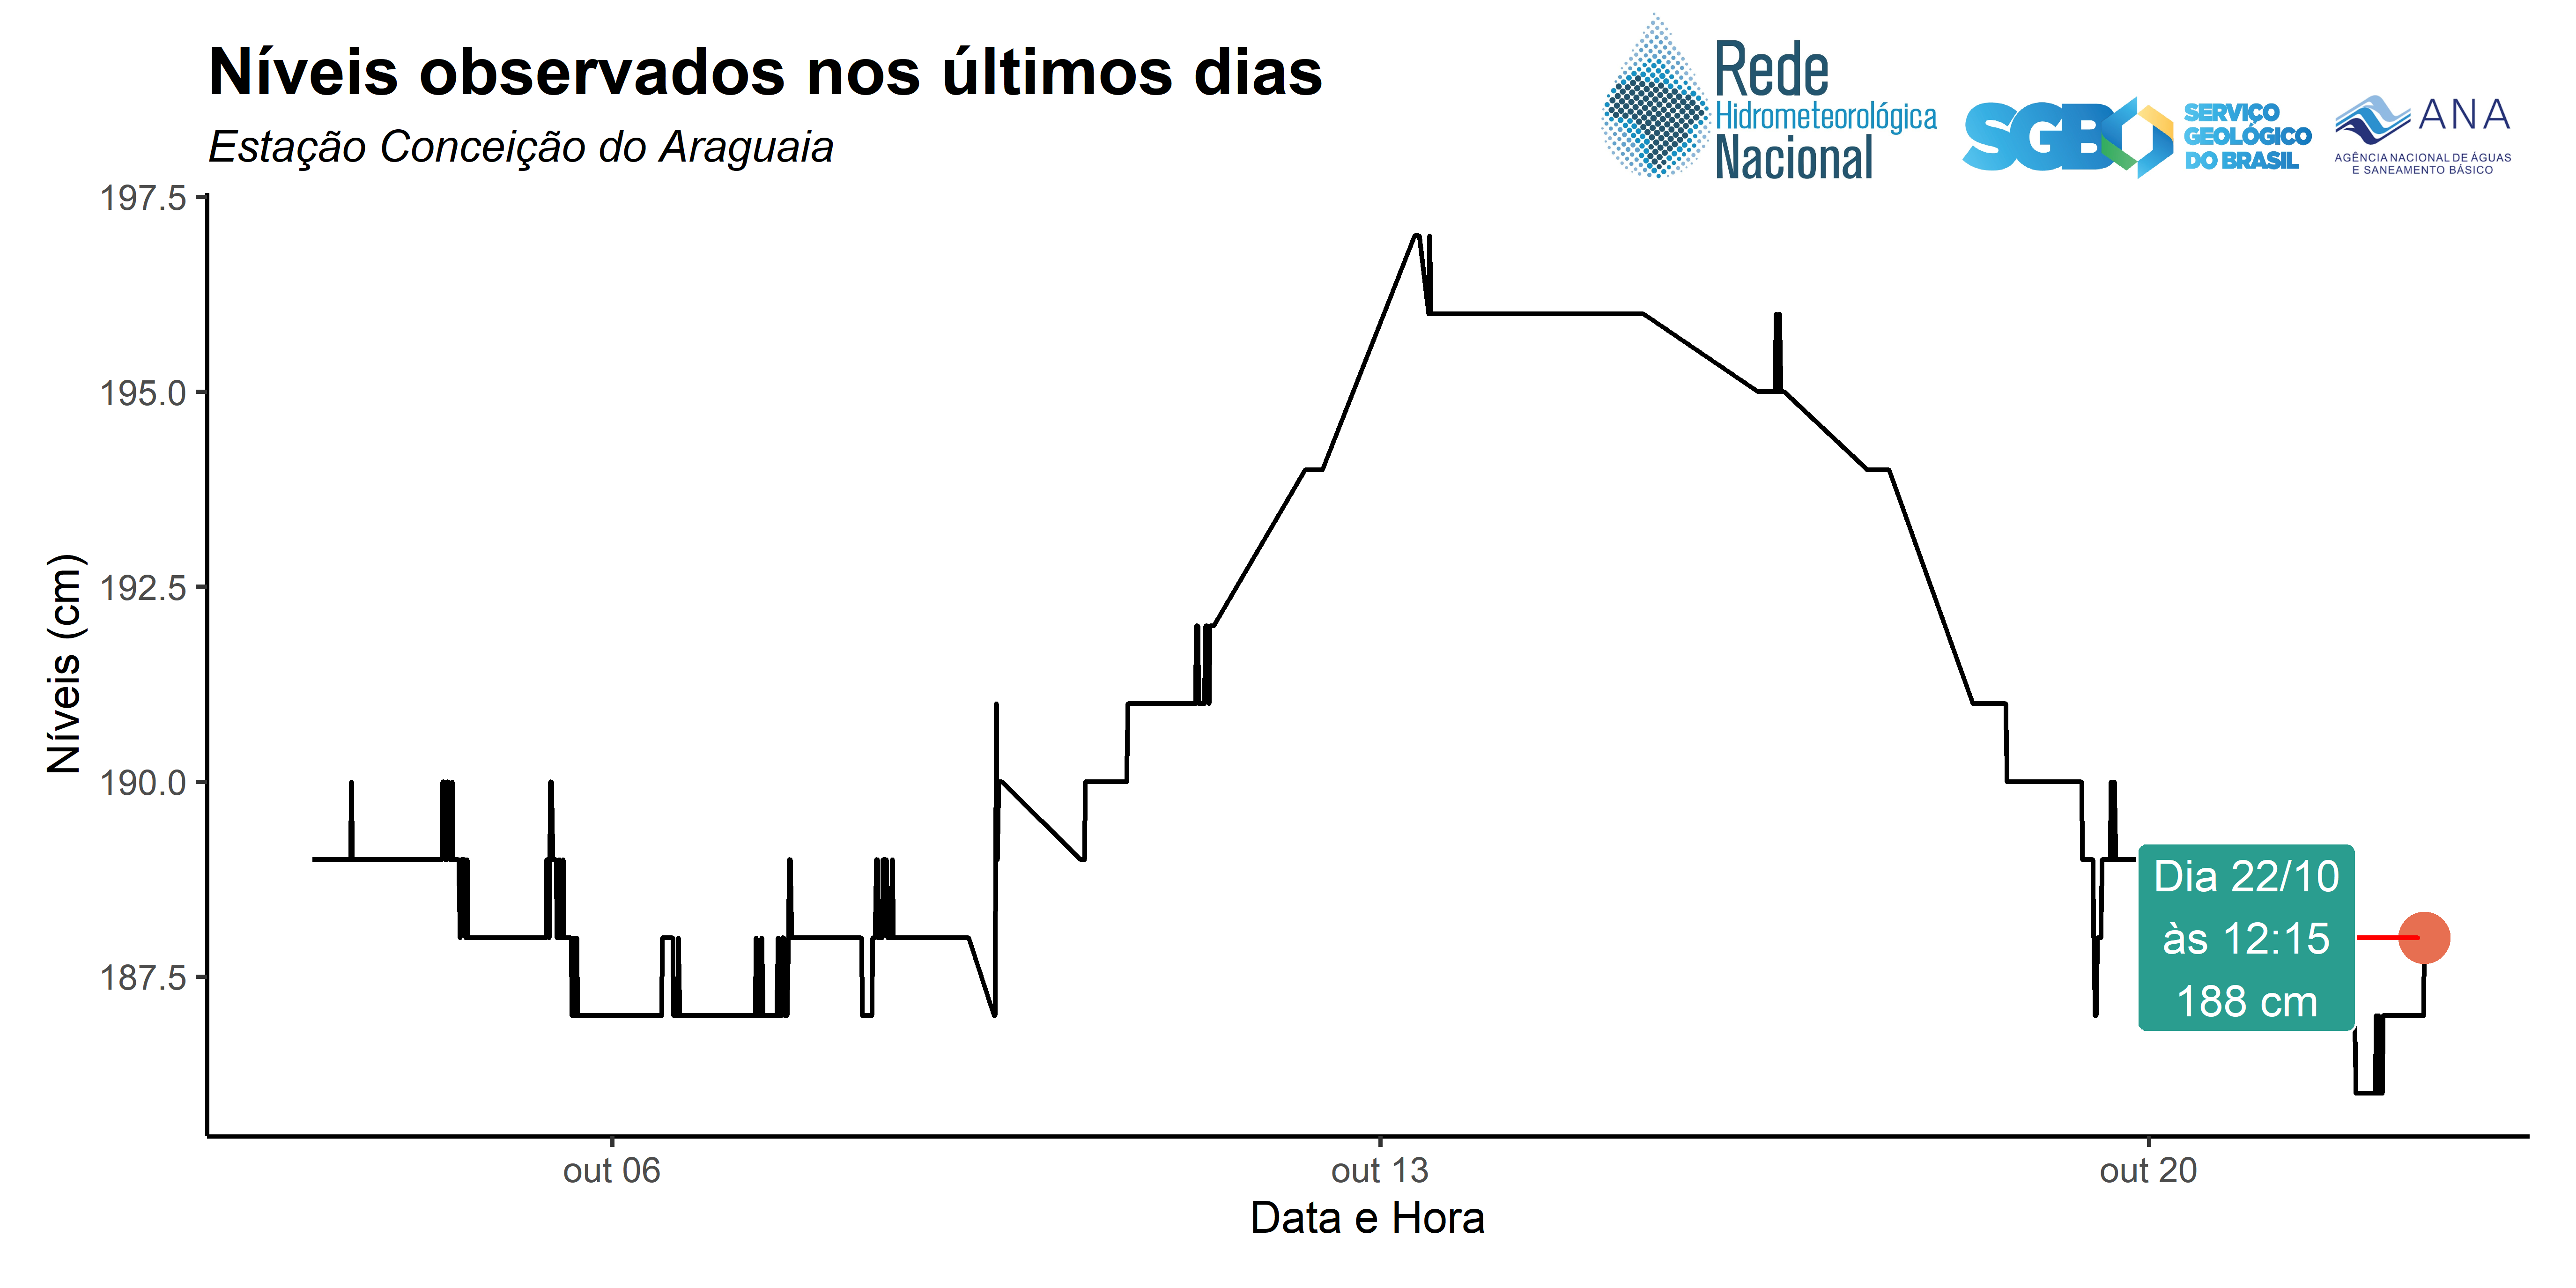 Níveis observados nos últimos dias
Estação Conceição do Araguaia
Rede
Hidrometeorológica
Nacional
SGB
SERVIÇO
GEOLÓGICO
DO BRASIL
ANA
AGÊNCIA NACIONAL DE ÁGUAS
E SANEAMENTO BÁSICO
197.5
195.0
192.5
190.0
187.5
Níveis (cm)
Dia 22/10
às 12:15
188 cm
out 06
out 13
out 20
Data e Hora